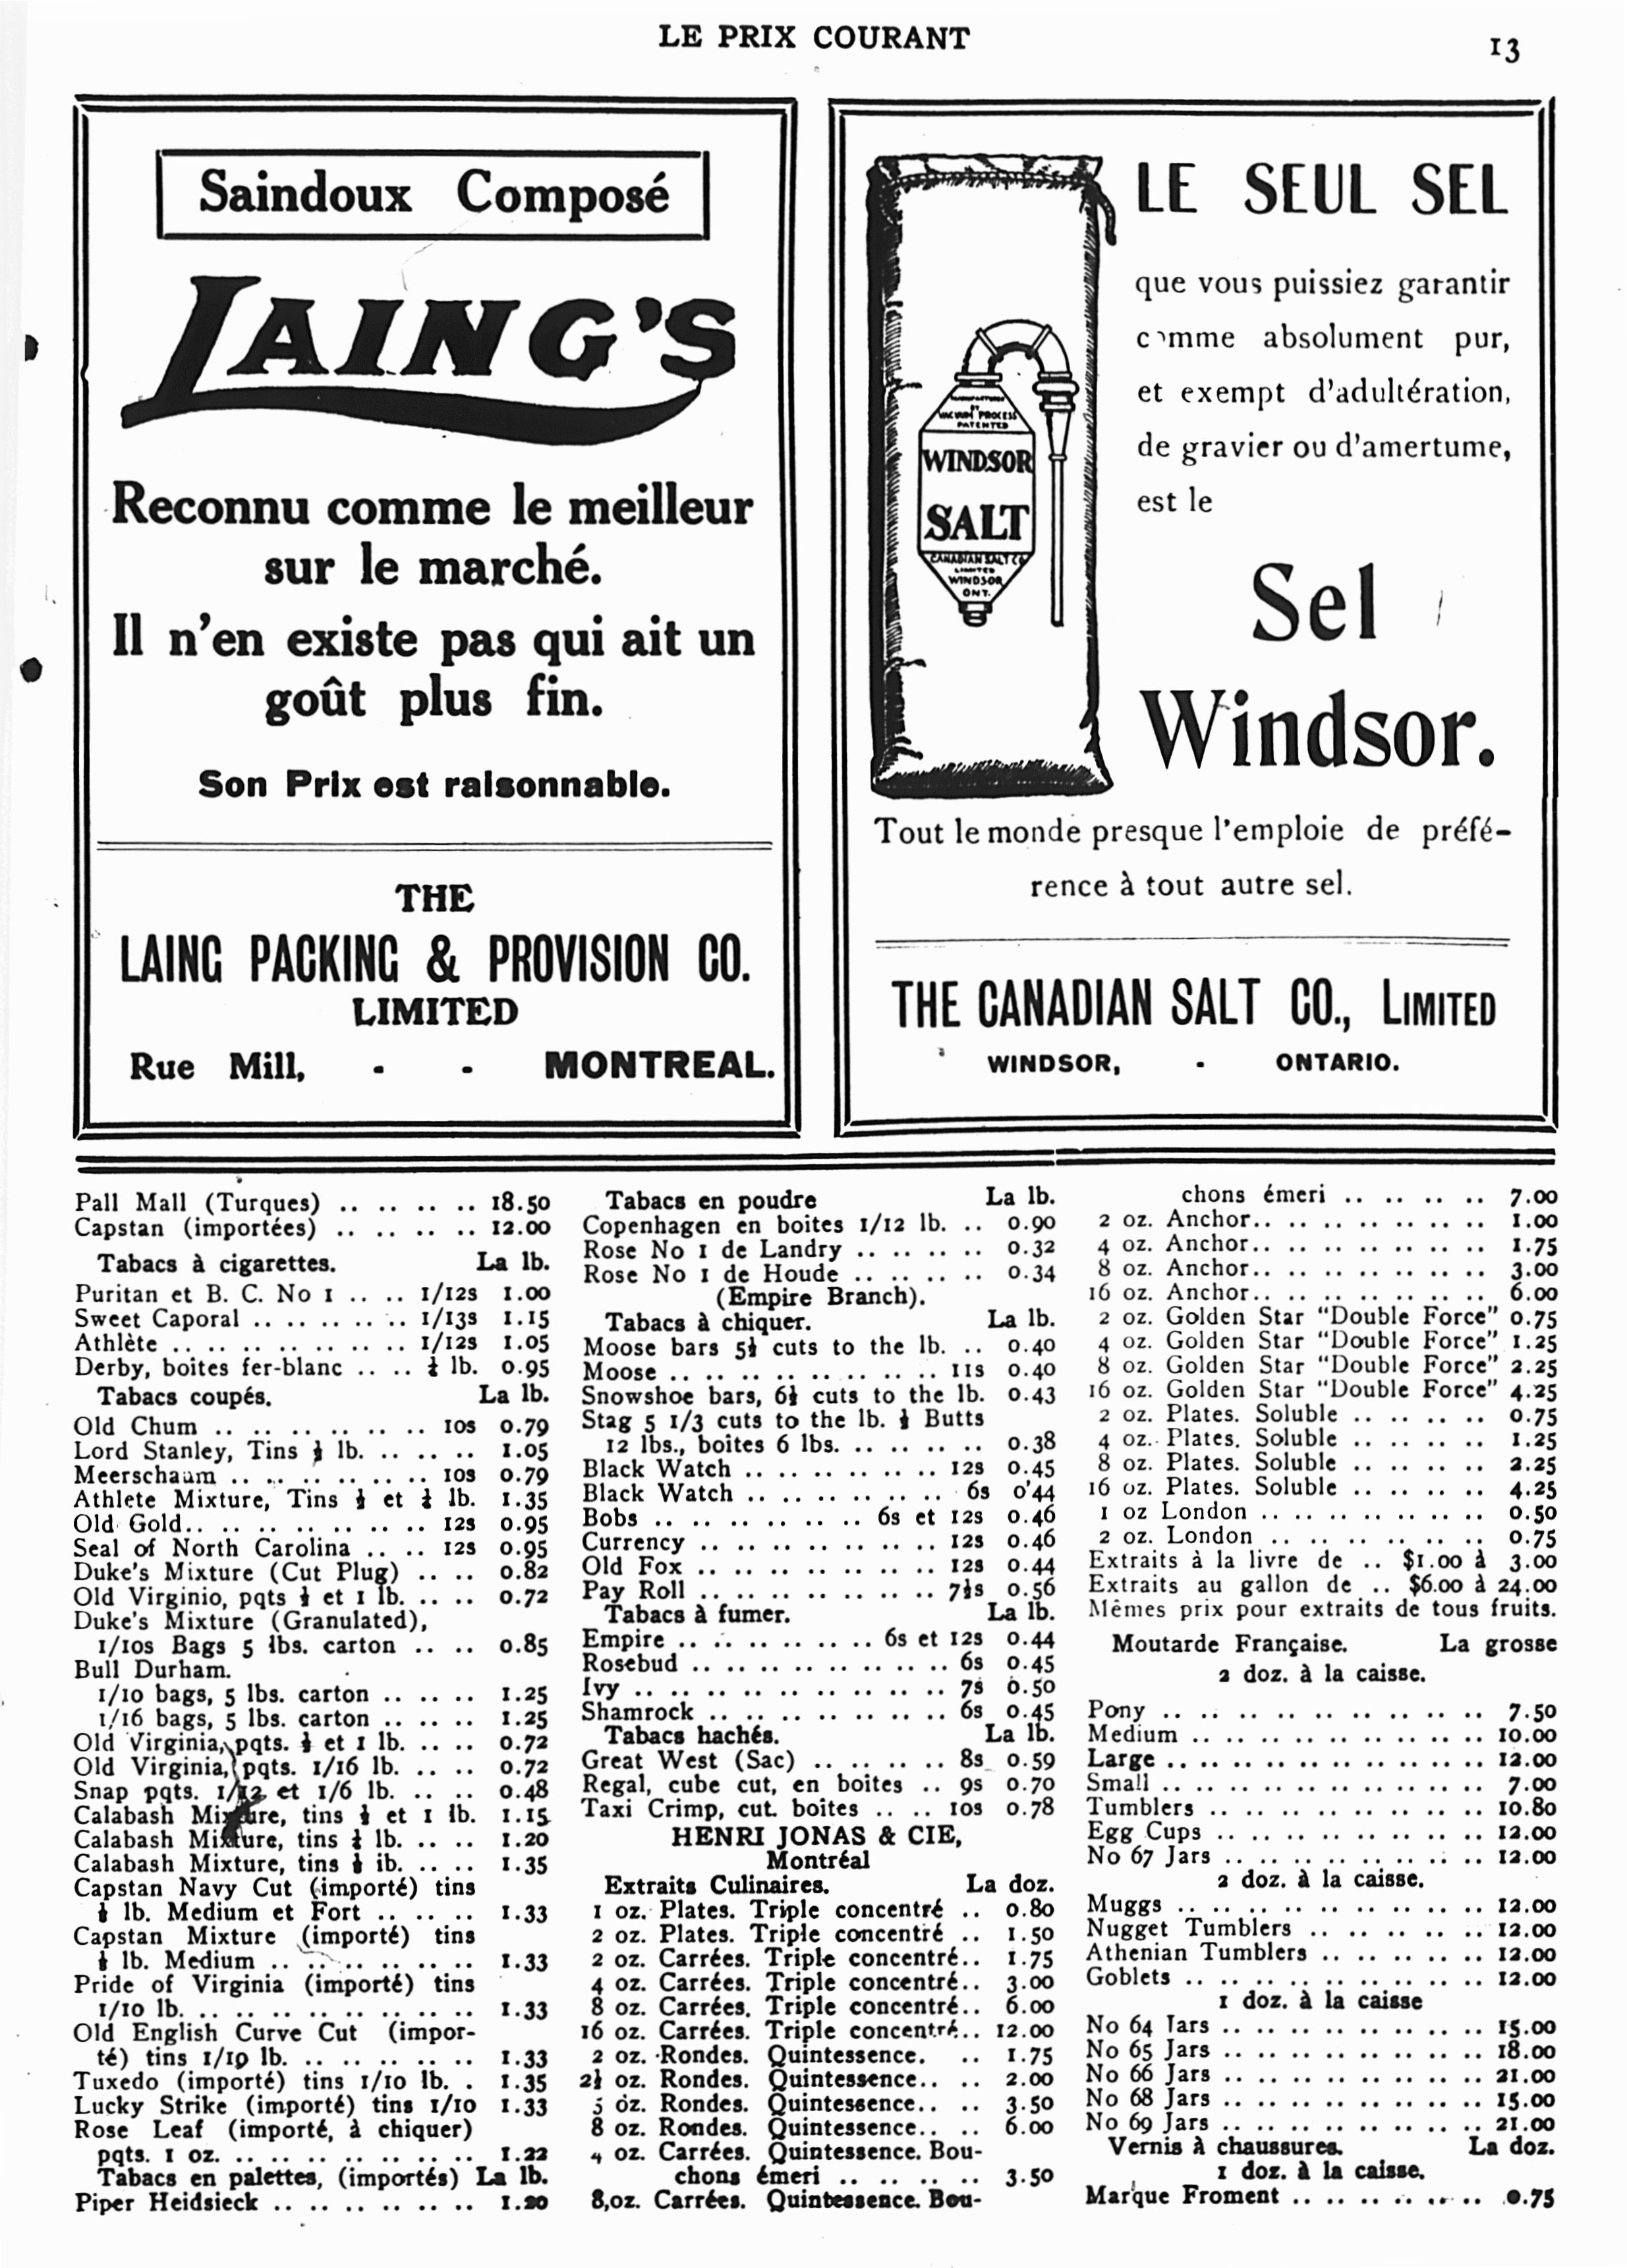 LE PRIX COURANT
13
Saindoux Composé
LAING'S
Reconnu comme le meilleur
sur le marché.
Il n'en existe pas qui ait un
goût plus fin.
Son Prix est raisonnable.
THE
LAING PACKING & PROVISION CO.
LIMITED
Rue Mill, - - MONTREAL.
MANUFACTURED
BY
VACUUM PROCESS
PATENTED
WINDSOR
SALT
CANADIAN SALT CO
LIMITED
WINDSOR
ONT.
LE SEUL SEL
que vous puissiez garantir
comme absolument pur,
et exempt d'adultération,
de gravier ou d'amertume,
est le
Sel
Windsor.
Tout le monde presque l'emploie de préfé-
rence à tout autre sel.
THE CANADIAN SALT CO., LIMITED
WINDSOR, - ONTARIO.
Pall Mall (Turques) .. .. .. .. 18.50
Capstan (importées) .. .. .. .. 12.00
Tabacs à cigarettes. La lb.
Puritan et B. C. No 1 .. .. 1/12s 1.00
Sweet Caporal .. .. .. .. .. 1/13s 1.15
Athlète .. .. .. .. .. .. .. 1/12s 1.05
Derby, boites fer-blanc .. .. ¼ lb. 0.95
Tabacs coupés. La lb.
Old Chum .. .. .. .. .. .. 10s 0.79
Lord Stanley, Tins ½ lb. .. .. .. 1.05
Meerschaum .. .. .. .. .. .. 10s 0.79
Athlete Mixture, Tins ½ et ¼ lb. 1.35
Old Gold.. .. .. .. .. .. .. 12s 0.95
Seal of North Carolina .. .. 12s 0.95
Duke's Mixture (Cut Plug) .. .. 0.82
Old Virginio, pqts ½ et 1 lb. .. .. 0.72
Duke's Mixture (Granulated),
1/10s Bags 5 lbs. carton .. .. 0.85
Bull Durham.
1/10 bags, 5 lbs. carton .. .. .. 1.25
1/16 bags, 5 lbs. carton .. .. .. 1.25
Old Virginia, pqts. ½ et 1 lb. .. .. 0.72
Old Virginia, pqts. 1/16 lb. .. .. 0.72
Snap pqts. 1/12 et 1/6 lb. .. .. 0.48
Calabash Mixture, tins ½ et 1 lb. 1.15
Calabash Mixture, tins ¼ lb. .. .. 1.20
Calabash Mixture, tins ⅛ ib. .. .. 1.35
Capstan Navy Cut (importé) tins
lb. Medium et Fort .. .. .. 1.33
Capstan Mixture (importé) tins
lb. Medium .. .. .. .. .. .. 1.33
Pride of Virginia (importé) tins
1/10 lb. .. .. .. .. .. .. .. 1.33
Old English Curve Cut (impor-
té) tins 1/10 lb. .. .. .. .. .. 1.33
Tuxedo (importé) tins 1/10 lb. . 1.35
Lucky Strike (importé) tins 1/10 1.33
Rose Leaf (importé, à chiquer)
pqts. 1 oz. .. .. .. .. .. .. .. 1.22
Tabacs en palettes, (importés) La lb.
Piper Heidsieck .. .. .. .. .. .. 1.20
Tabacs en poudre La lb.
Copenhagen en boites 1/12 lb. .. 0.90
Rose No 1 de Landry .. .. .. .. 0.32
Rose No 1 de Houde .. .. .. .. 0.34
(Empire Branch).
Tabacs à chiquer. La lb.
Moose bars 5½ cuts to the lb. .. 0.40
Moose .. .. .. .. .. .. .. .. 11s 0.40
Snowshoe bars, 6½ cuts to the lb. 0.43
Stag 5 1/3 cuts to the lb. ½ Butts
12 lbs., boites 6 lbs. .. .. .. .. 0.38
Black Watch .. .. .. .. .. .. 12s 0.45
Black Watch .. .. .. .. .. .. 6s 0'44
Bobs .. .. .. .. .. .. 6s et 12s 0.46
Currency .. .. .. .. .. .. .. 12s 0.46
Old Fox .. .. .. .. .. .. .. 12s 0.44
Pay Roll .. .. .. .. .. .. .. 7½s 0.56
Tabacs à fumer. La lb.
Empire .. .. .. .. .. .. 6s et 12s 0.44
Rosebud .. .. .. .. .. .. .. .. 6s 0.45
Ivy .. .. .. .. .. .. .. .. .. 7s 0.50
Shamrock .. .. .. .. .. .. .. 6s 0.45
Tabacs hachés. La lb.
Great West (Sac) .. .. .. .. 8s 0.59
Regal, cube cut, en boites .. 9s 0.70
Taxi Crimp, cut boites .. .. 10s 0.78
HENRI JONAS & CIE,
Montréal
Extraits Culinaires. La doz.
1 oz. Plates. Triple concentré .. 0.80
2 oz. Plates. Triple concentré .. 1.50
2 oz. Carrées. Triple concentré.. 1.75
4 oz. Carrées. Triple concentré.. 3.00
8 oz. Carrées. Triple concentré.. 6.00
16 oz. Carrées. Triple concentré.. 12.00
2 oz. Rondes. Quintessence. .. 1.75
2½ oz. Rondes. Quintessence.. .. 2.00
oz. Rondes. Quintessence.. .. 3.50
8 oz. Rondes. Quintessence.. .. 6.00
4 oz. Carrées. Quintessence. Bou-
chons émeri .. .. .. .. .. 3.50
8,oz. Carrées. Quintessence. Bou-
chons émeri .. .. .. .. .. 7.00
2 oz. Anchor.. .. .. .. .. .. .. 1.00
4 oz. Anchor.. .. .. .. .. .. .. 1.75
8 oz. Anchor.. .. .. .. .. .. .. 3.00
16 oz. Anchor.. .. .. .. .. .. .. 6.00
2 oz. Golden Star "Double Force" 0.75
4 oz. Golden Star "Double Force" 1.25
8 oz. Golden Star "Double Force" 2.25
16 oz. Golden Star "Double Force" 4.25
2 oz. Plates. Soluble .. .. .. .. 0.75
4 oz. Plates. Soluble .. .. .. .. 1.25
8 oz. Plates. Soluble .. .. .. .. 2.25
16 oz. Plates. Soluble .. .. .. .. 4.25
1 oz London .. .. .. .. .. .. .. 0.50
2 oz. London .. .. .. .. .. .. .. 0.75
Extraits à la livre de .. $1.00 à 3.00
Extraits au gallon de .. $6.00 à 24.00
Mêmes prix pour extraits de tous fruits.
Moutarde Française. La grosse
2 doz. à la caisse.
Pony .. .. .. .. .. .. .. .. .. 7.50
Medium .. .. .. .. .. .. .. .. 10.00
Large .. .. .. .. .. .. .. .. .. 12.00
Small .. .. .. .. .. .. .. .. .. 7.00
Tumblers .. .. .. .. .. .. .. .. 10.80
Egg Cups .. .. .. .. .. .. .. .. 12.00
No 67 Jars .. .. .. .. .. .. .. .. 12.00
2 doz. à la caisse.
Muggs .. .. .. .. .. .. .. .. .. 12.00
Nugget Tumblers .. .. .. .. .. 12.00
Athenian Tumblers .. .. .. .. .. 12.00
Goblets .. .. .. .. .. .. .. .. .. 12.00
1 doz. à la caisse
No 64 Jars .. .. .. .. .. .. .. .. 15.00
No 65 Jars .. .. .. .. .. .. .. .. 18.00
No 66 Jars .. .. .. .. .. .. .. .. 21.00
No 68 Jars .. .. .. .. .. .. .. .. 15.00
No 69 Jars .. .. .. .. .. .. .. .. 21.00
Vernis à chaussures. La doz.
1 doz. à la caisse.
Marque Froment .. .. .. .. .. .. 0.75